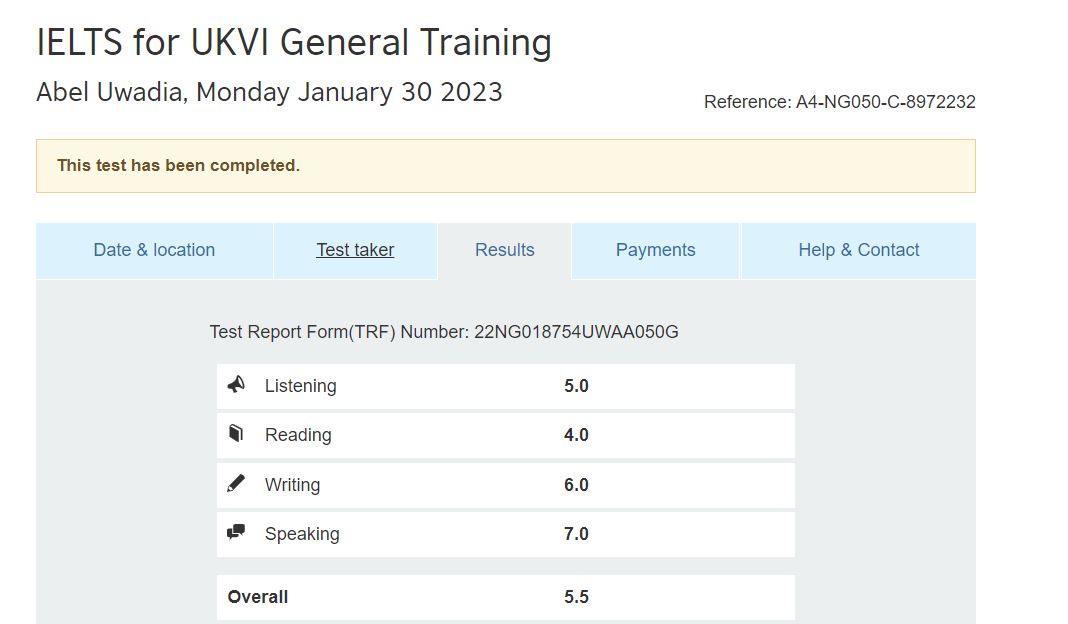 IELTS for UKVI General Training
Abel Uwadia, Monday January 30 2023
Reference: A4-NG050-C-8972232
This test has been completed.
Date & location Test taker Results Payments Help & Contact
Test Report Form(TRF) Number: 22NG018754UWAA050G
Listening 5.0
Reading 4.0
Writing 6.0
Speaking 7.0
Overall 5.5